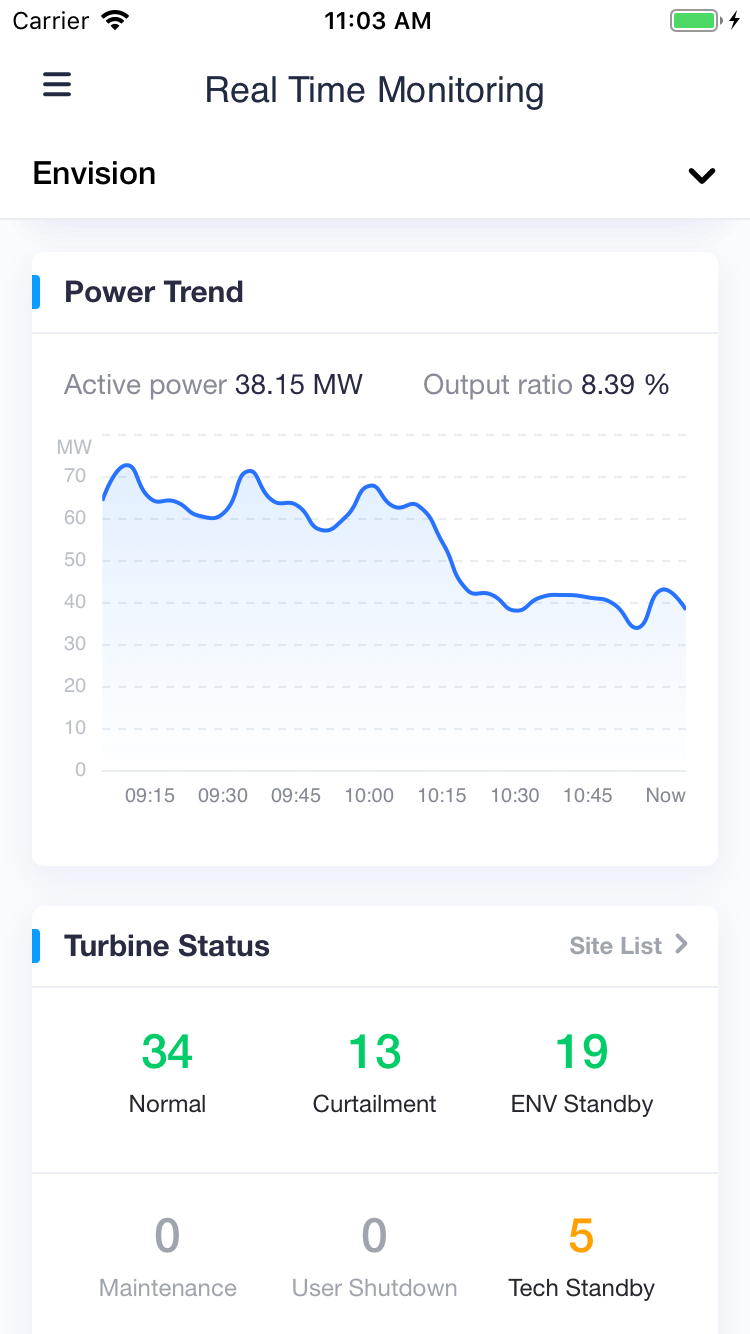 Carrier 11:03 AM
Real Time Monitoring
Envision
Power Trend
Active power 38.15 MW Output ratio 8.39 %
MW
70
60
50
40
30
20
10
0
09:15 09:30 09:45 10:00 10:15 10:30 10:45 Now
Turbine Status Site List
34 13 19
Normal Curtailment ENV Standby
0 0 5
Maintenance User Shutdown Tech Standby